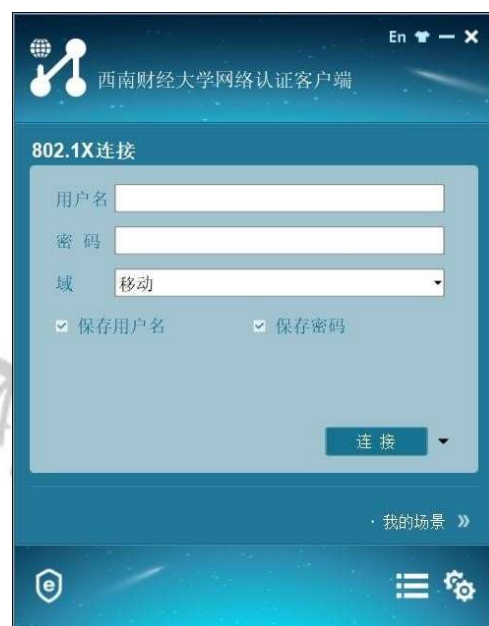 En
西南财经大学网络认证客户端
802.1X连接
用户名
密 码
域 移动
保存用户名 保存密码
连 接
· 我的场景 »